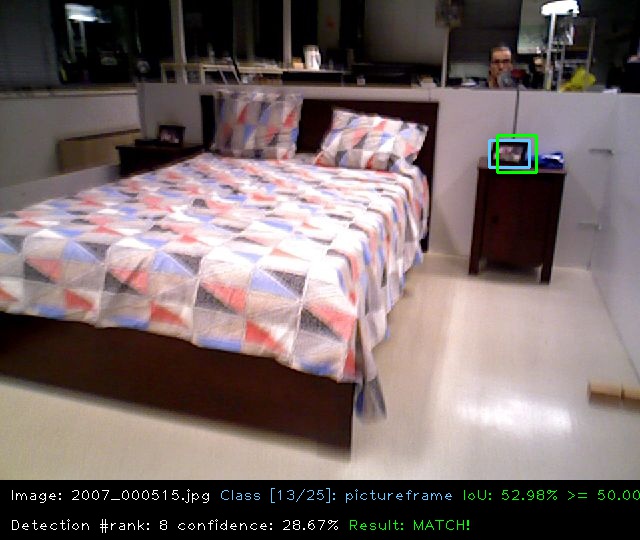 Image: 2007_000515.jpg Class [13/25]: pictureframe IoU: 52.98% >= 50.00
Detection #rank: 8 confidence: 28.67% Result: MATCH!